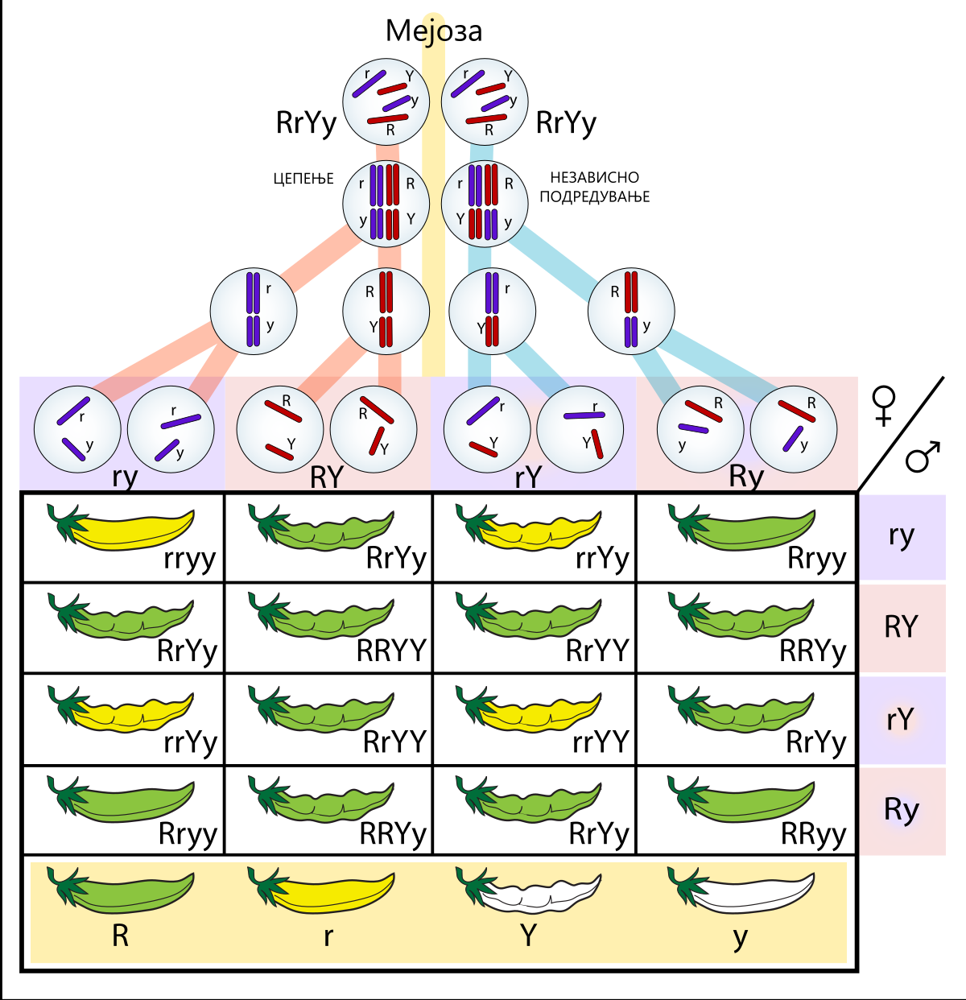 Мејоза
r Y y R
r Y y R
RrYy
RrYy
ЦЕПЕЊЕ
НЕЗАВИСНО
ПОДРЕДУВАЊЕ
r R
y Y
r R
Y y
r y
R Y
r Y
R y
r y
r y
R Y
R Y
r Y
r Y
R y
R y
♀
♂
ry RY rY Ry
rryy RrYy rrYy Rryy ry
RrYy RRYY RrYY RRYy RY
rrYy RrYY rrYY RrYy rY
Rryy RRYy RrYy RRyy Ry
R r Y y